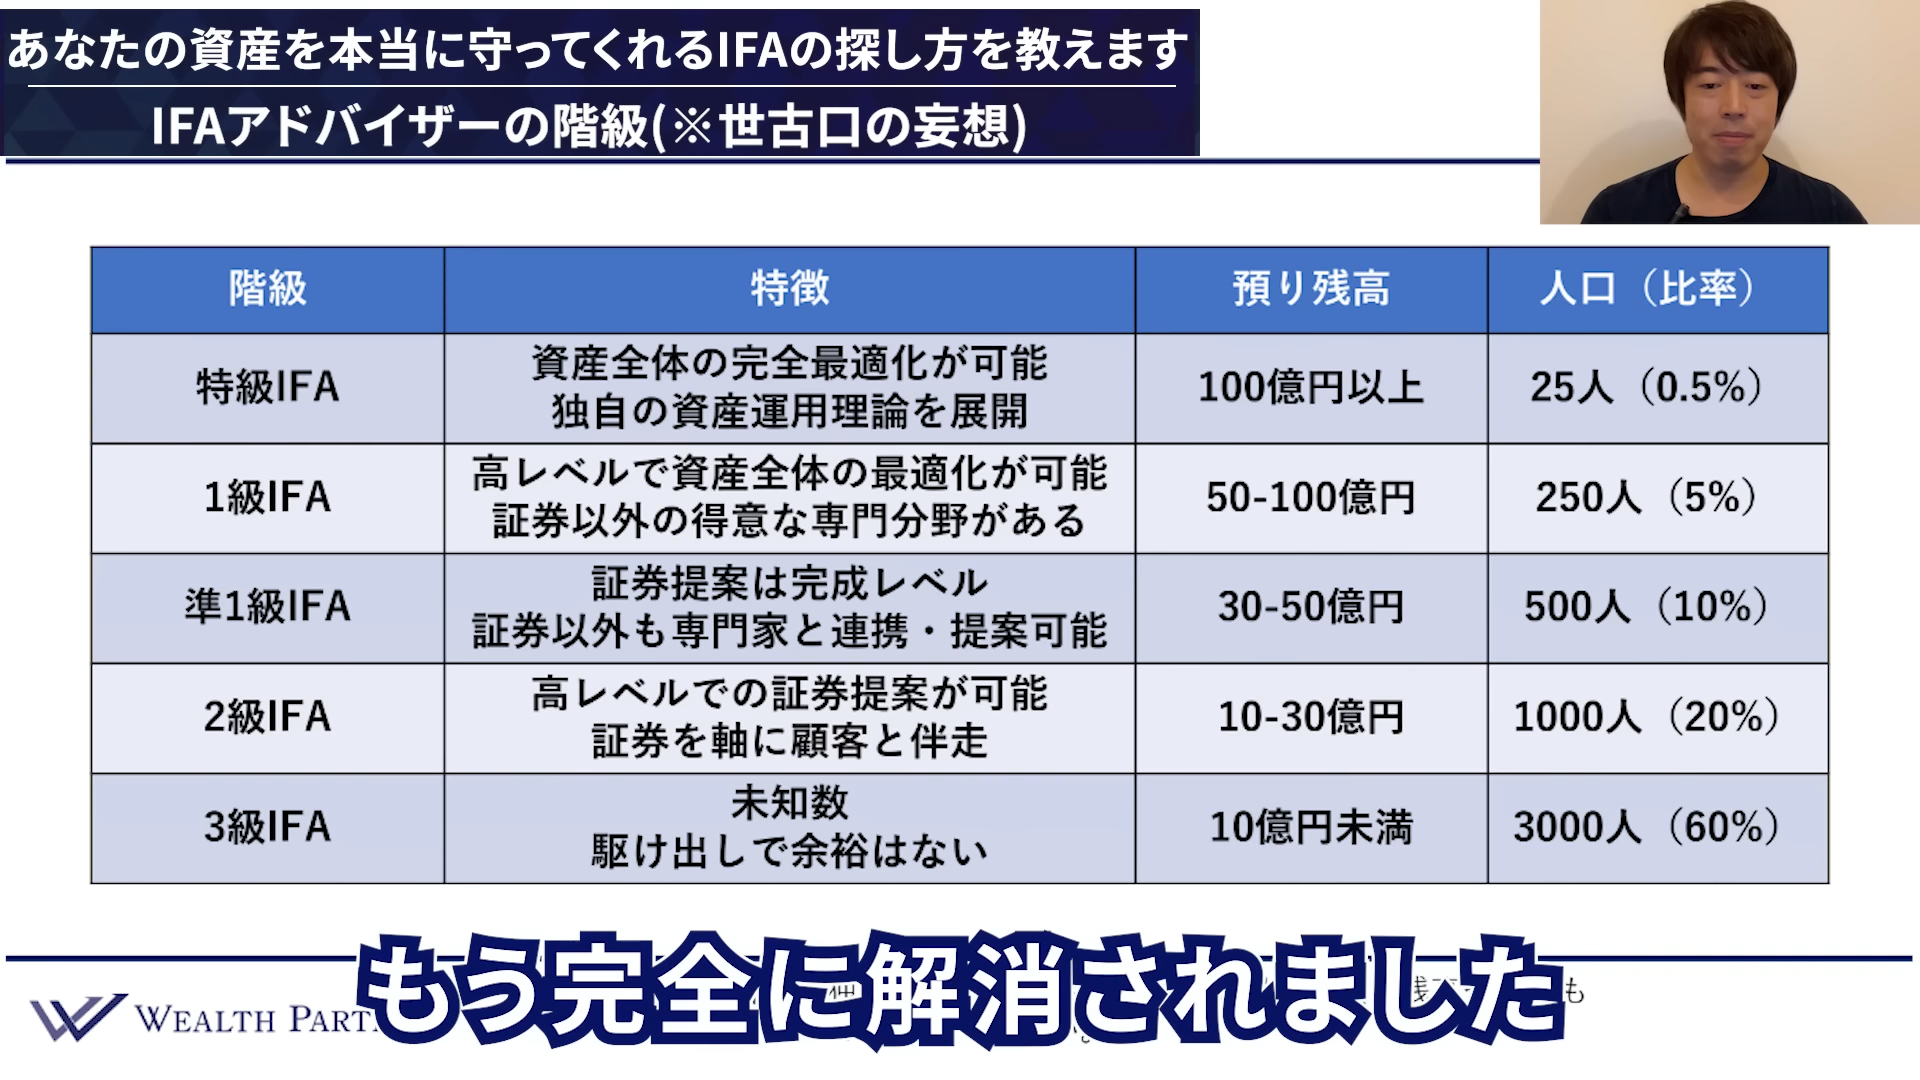 あなたの資産を本当に守ってくれるIFAの探し方を教えます
IFAアドバイザーの階級(※世古口の妄想)
階級 特徴 預り残高 人口（比率）
特級IFA 資産全体の完全最適化が可能 100億円以上 25人（0.5%）
独自の資産運用理論を展開
1級IFA 高レベルで資産全体の最適化が可能 50-100億円 250人（5%）
証券以外の得意な専門分野がある
準1級IFA 証券提案は完成レベル 30-50億円 500人（10%）
証券以外も専門家と連携・提案可能
2級IFA 高レベルでの証券提案が可能 10-30億円 1000人（20%）
証券を軸に顧客と伴走
3級IFA 未知数 10億円未満 3000人（60%）
駆け出しで余裕はない
もう完全に解消されました
WEALTH